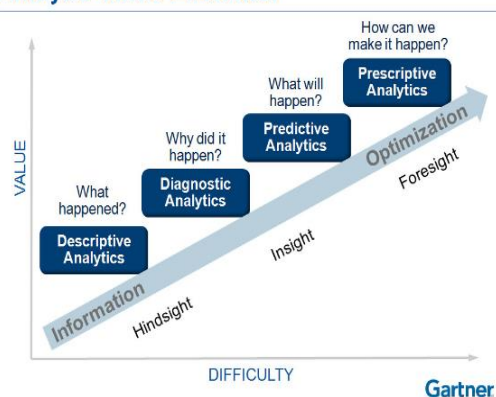 How can we
make it happen?
Prescriptive
Analytics
What will
happen?
Predictive
Analytics
Why did it
happen?
Diagnostic
Analytics
What
happened?
Descriptive
Analytics
Information
Optimization
Hindsight
Insight
Foresight
VALUE
DIFFICULTY
Gartner